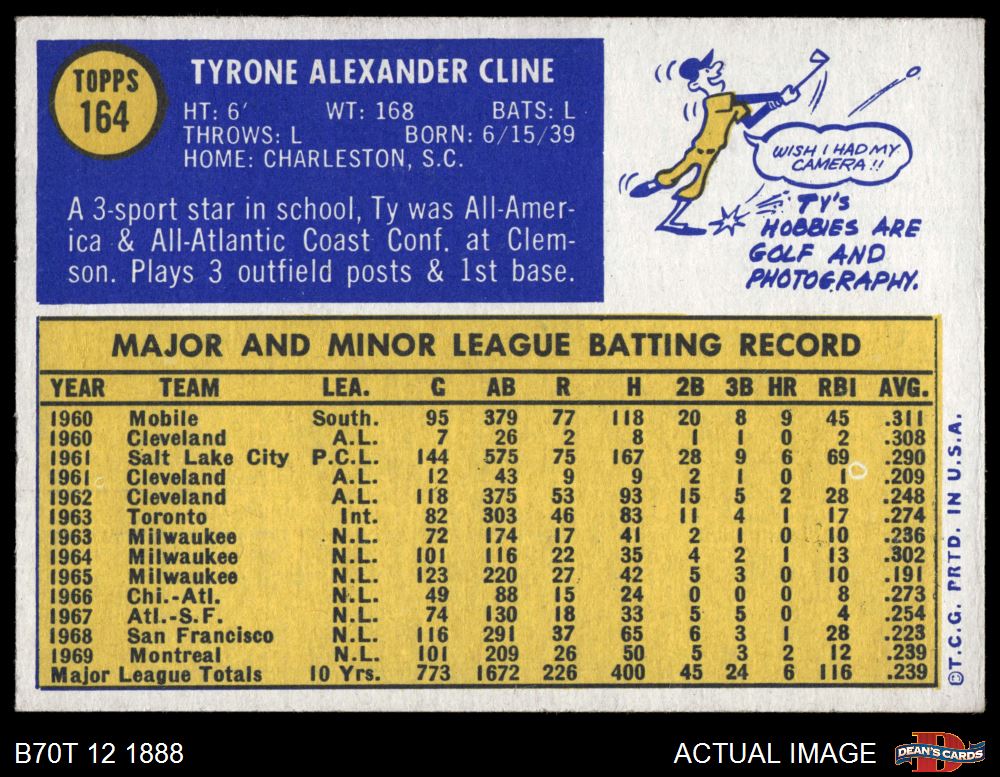 TOPPS
164
TYRONE ALEXANDER CLINE
HT: 6' WT: 168 BATS: L
THROWS: L BORN: 6/15/39
HOME: CHARLESTON, S.C.
A 3-sport star in school, Ty was All-Amer-
ica & All-Atlantic Coast Conf. at Clem-
son. Plays 3 outfield posts & 1st base.
WISH I HAD MY
CAMERA!!
TY'S
HOBBIES ARE
GOLF AND
PHOTOGRAPHY.
MAJOR AND MINOR LEAGUE BATTING RECORD
YEAR TEAM LEA. G AB R H 2B 3B HR RBI AVG.
1960 Mobile South. 95 379 77 118 20 8 9 45 .311
1960 Cleveland A.L. 7 26 2 8 1 1 0 2 .308
1961 Salt Lake City P.C.L. 144 575 75 167 28 9 6 69 .290
1961 Cleveland A.L. 12 43 9 9 2 1 0 1 .209
1962 Cleveland A.L. 118 375 53 93 15 5 2 28 .248
1963 Toronto Int. 82 303 46 83 11 4 1 17 .274
1963 Milwaukee N.L. 72 174 17 41 2 1 0 10 .236
1964 Milwaukee N.L. 101 116 22 35 4 2 1 13 .302
1965 Milwaukee N.L. 123 220 27 42 5 3 0 10 .191
1966 Chi.-Atl. N.L. 49 88 15 24 0 0 0 8 .273
1967 Atl.-S.F. N.L. 74 130 18 33 5 5 0 4 .254
1968 San Francisco N.L. 116 291 37 65 6 3 1 28 .223
1969 Montreal N.L. 101 209 26 50 5 3 2 12 .239
Major League Totals 10 Yrs. 773 1672 226 400 45 24 6 116 .239
©T.C.G. PRTD. IN U.S.A.
B70T 12 1888
ACTUAL IMAGE
D
DEAN'S CARDS